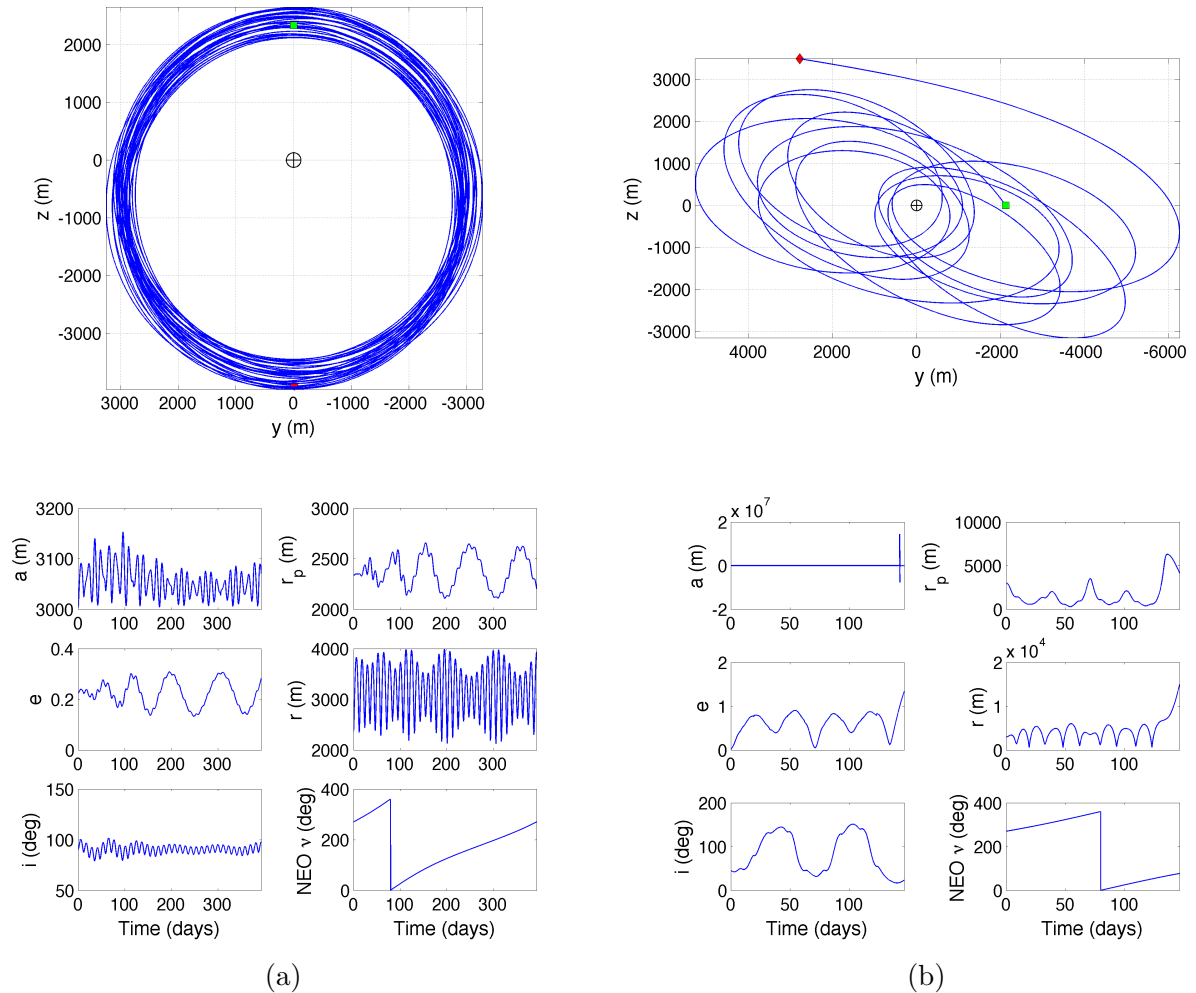 2000
1000
0
-1000
-2000
-3000
z (m)
3000 2000 1000 0 -1000 -2000 -3000
y (m)
3000
2000
1000
0
-1000
-2000
-3000
z (m)
4000 2000 0 -2000 -4000 -6000
y (m)
3200
3100
3000
a (m)
0 100 200 300
3000
2500
2000
r_p (m)
0 100 200 300
0.4
0.2
0
e
0 100 200 300
4000
3000
2000
r (m)
0 100 200 300
150
100
50
i (deg)
0 100 200 300
Time (days)
400
200
0
NEO ν (deg)
0 100 200 300
Time (days)
(a)
x 10^7
2
0
-2
a (m)
0 50 100
10000
5000
0
r_p (m)
0 50 100
2
1
0
e
0 50 100
x 10^4
2
1
0
r (m)
0 50 100
200
100
0
i (deg)
0 50 100
Time (days)
400
200
0
NEO ν (deg)
0 50 100
Time (days)
(b)